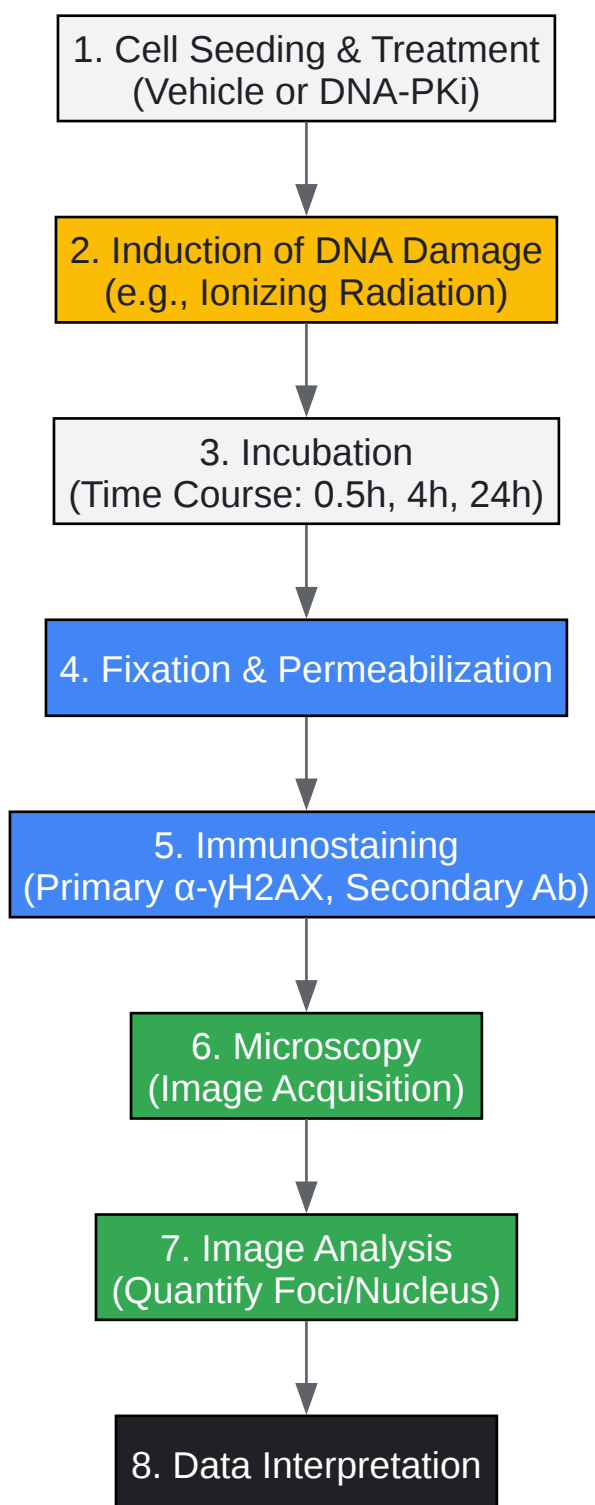 1. Cell Seeding & Treatment
(Vehicle or DNA-PKi)
2. Induction of DNA Damage
(e.g., Ionizing Radiation)
3. Incubation
(Time Course: 0.5h, 4h, 24h)
4. Fixation & Permeabilization
5. Immunostaining
(Primary α-γH2AX, Secondary Ab)
6. Microscopy
(Image Acquisition)
7. Image Analysis
(Quantify Foci/Nucleus)
8. Data Interpretation